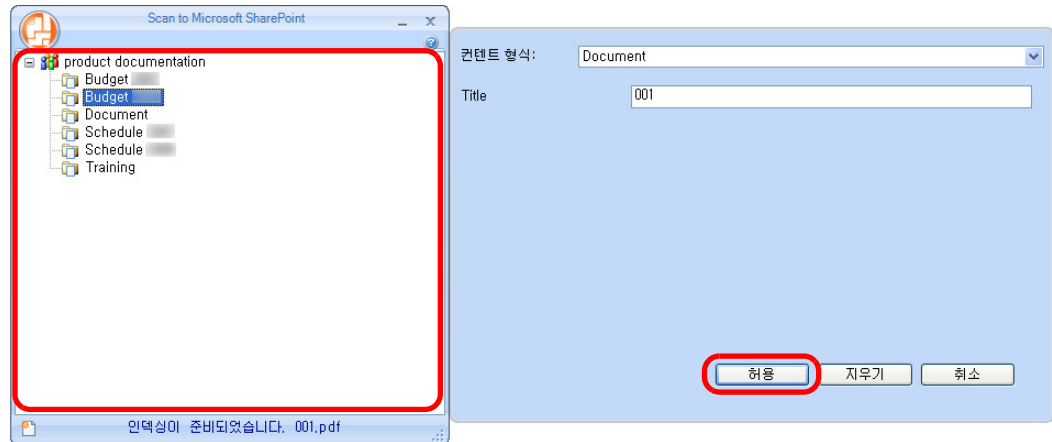 Scan to Microsoft SharePoint
product documentation
Budget
Budget
Document
Schedule
Schedule
Training
인덱싱이 준비되었습니다. 001.pdf
컨텐트 형식: Document
Title 001
허용 지우기 취소